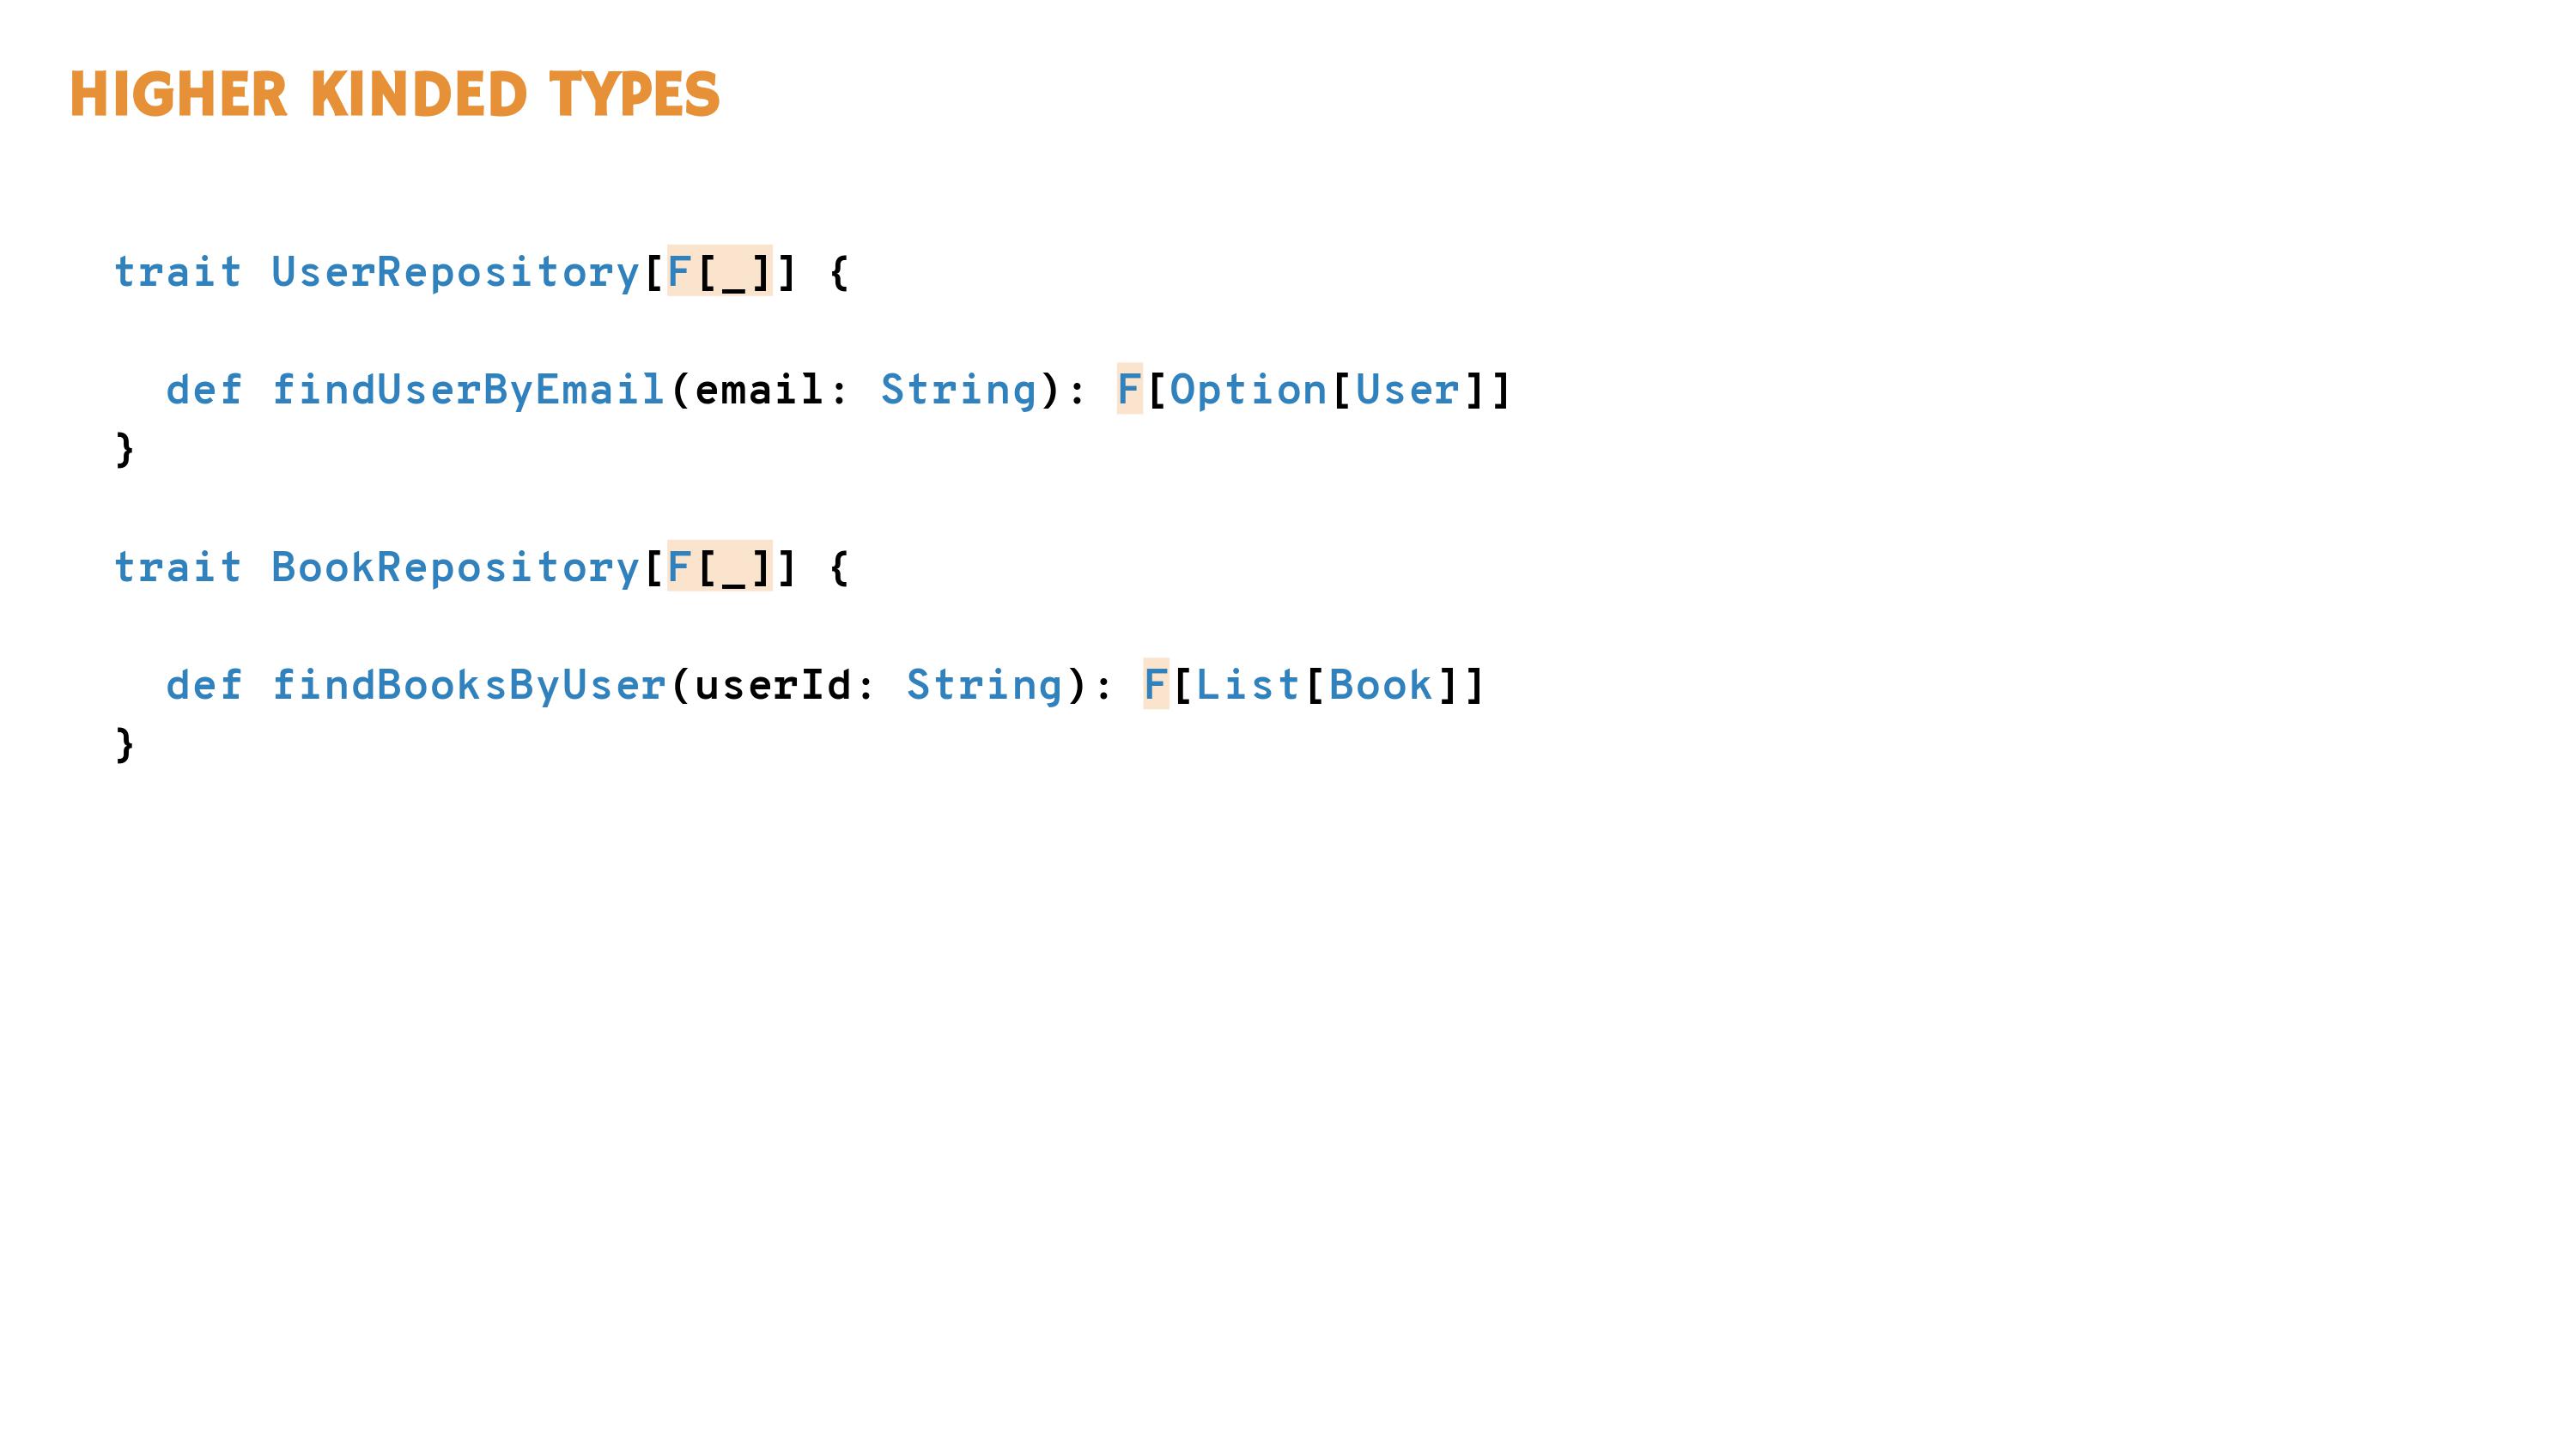 HIGHER KINDED TYPES
trait UserRepository[F[_]] {
def findUserByEmail(email: String): F[Option[User]]
}
trait BookRepository[F[_]] {
def findBooksByUser(userId: String): F[List[Book]]
}